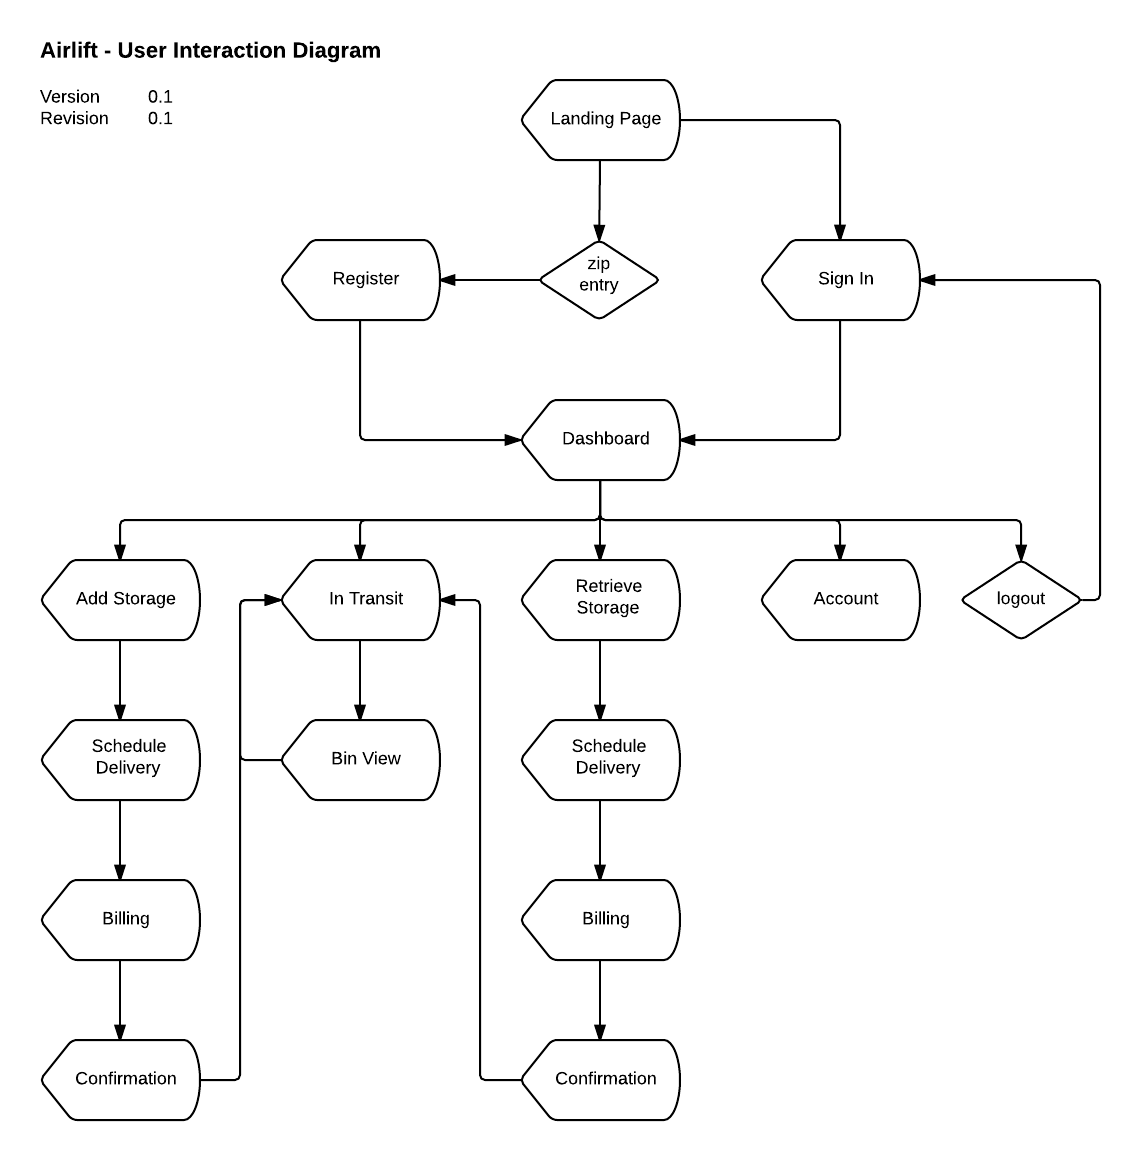 Airlift - User Interaction Diagram
Version 0.1
Revision 0.1
Landing Page
Register
zip
entry
Sign In
Dashboard
Add Storage
In Transit
Retrieve
Storage
Account
logout
Schedule
Delivery
Bin View
Schedule
Delivery
Billing
Billing
Confirmation
Confirmation